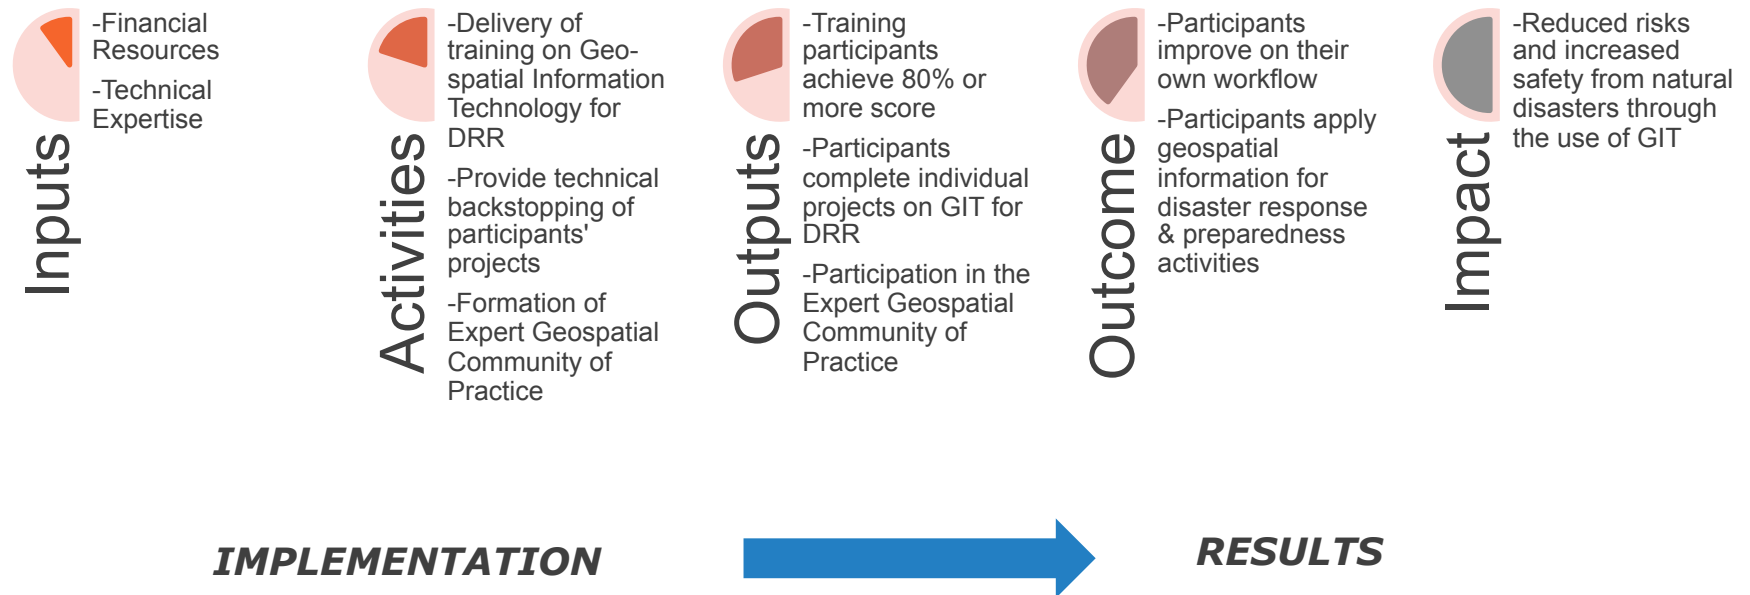 Inputs
-Financial
Resources
-Technical
Expertise
Activities
-Delivery of
training on Geo-
spatial Information
Technology for
DRR
-Provide technical
backstopping of
participants'
projects
-Formation of
Expert Geospatial
Community of
Practice
Outputs
-Training
participants
achieve 80% or
more score
-Participants
complete individual
projects on GIT for
DRR
-Participation in the
Expert Geospatial
Community of
Practice
Outcome
-Participants
improve on their
own workflow
-Participants apply
geospatial
information for
disaster response
& preparedness
activities
Impact
-Reduced risks
and increased
safety from natural
disasters through
the use of GIT
IMPLEMENTATION
RESULTS